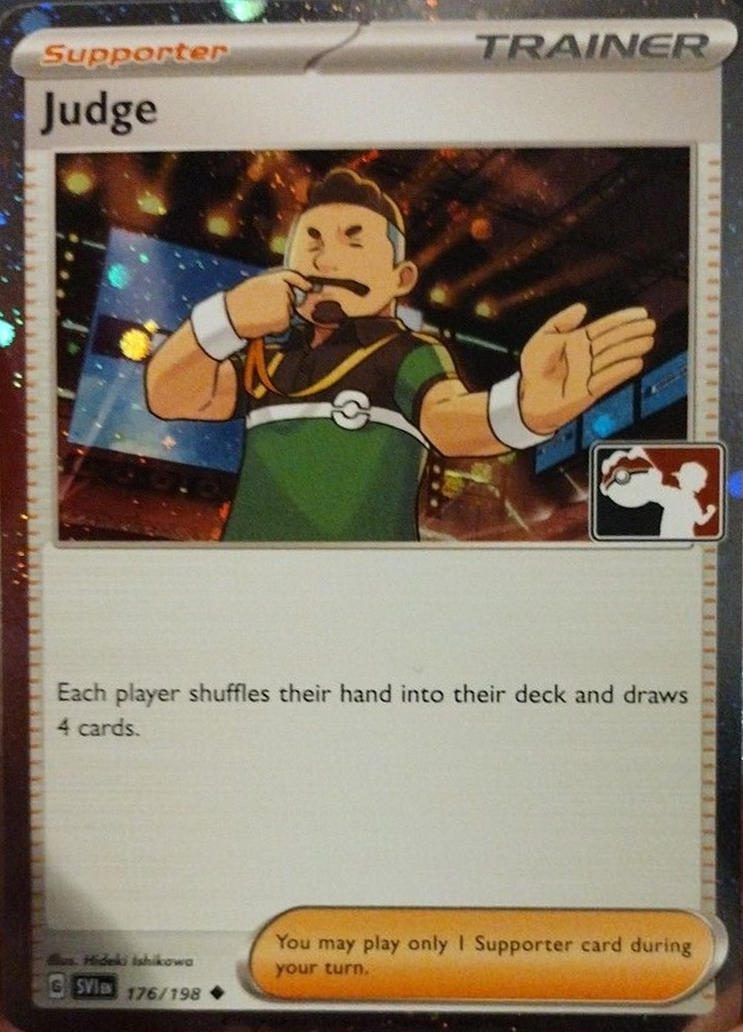 Supporter
TRAINER
Judge
Each player shuffles their hand into their deck and draws
4 cards.
You may play only 1 Supporter card during
your turn.
Illus. Hideki Ishikawa
G SVI EN 176/198